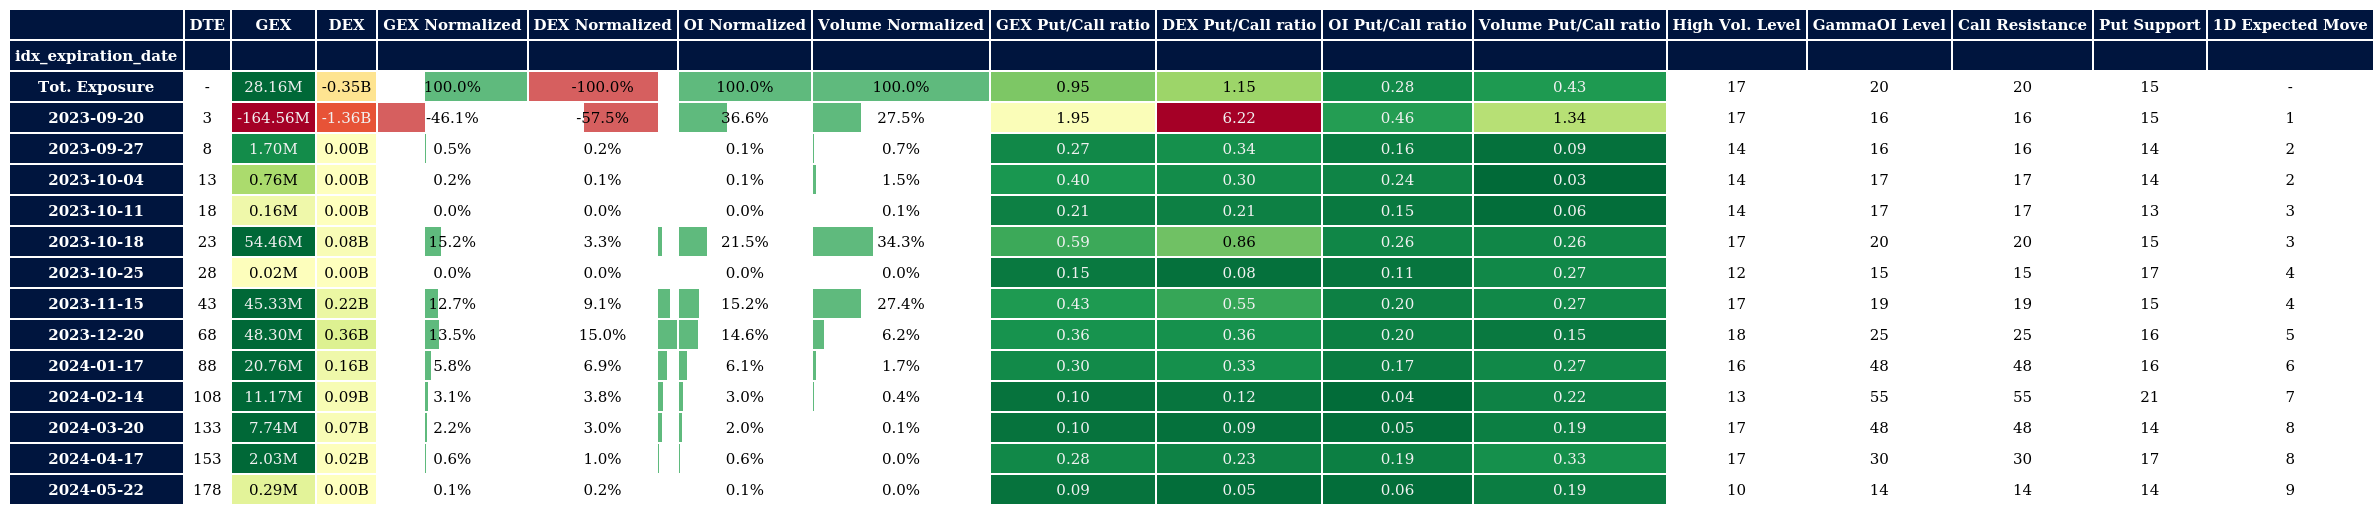 DTE GEX DEX GEX Normalized DEX Normalized OI Normalized Volume Normalized GEX Put/Call ratio DEX Put/Call ratio OI Put/Call ratio Volume Put/Call ratio High Vol. Level GammaOI Level Call Resistance Put Support 1D Expected Move
idx_expiration_date
Tot. Exposure - 28.16M -0.35B 100.0% -100.0% 100.0% 100.0% 0.95 1.15 0.28 0.43 17 20 20 15 -
2023-09-20 3 -164.56M -1.36B -46.1% -57.5% 36.6% 27.5% 1.95 6.22 0.46 1.34 17 16 16 15 1
2023-09-27 8 1.70M 0.00B 0.5% 0.2% 0.1% 0.7% 0.27 0.34 0.16 0.09 14 16 16 14 2
2023-10-04 13 0.76M 0.00B 0.2% 0.1% 0.1% 1.5% 0.40 0.30 0.24 0.03 14 17 17 14 2
2023-10-11 18 0.16M 0.00B 0.0% 0.0% 0.0% 0.1% 0.21 0.21 0.15 0.06 14 17 17 13 3
2023-10-18 23 54.46M 0.08B 15.2% 3.3% 21.5% 34.3% 0.59 0.86 0.26 0.26 17 20 20 15 3
2023-10-25 28 0.02M 0.00B 0.0% 0.0% 0.0% 0.0% 0.15 0.08 0.11 0.27 12 15 15 17 4
2023-11-15 43 45.33M 0.22B 12.7% 9.1% 15.2% 27.4% 0.43 0.55 0.20 0.27 17 19 19 15 4
2023-12-20 68 48.30M 0.36B 13.5% 15.0% 14.6% 6.2% 0.36 0.36 0.20 0.15 18 25 25 16 5
2024-01-17 88 20.76M 0.16B 5.8% 6.9% 6.1% 1.7% 0.30 0.33 0.17 0.27 16 48 48 16 6
2024-02-14 108 11.17M 0.09B 3.1% 3.8% 3.0% 0.4% 0.10 0.12 0.04 0.22 13 55 55 21 7
2024-03-20 133 7.74M 0.07B 2.2% 3.0% 2.0% 0.1% 0.10 0.09 0.05 0.19 17 48 48 14 8
2024-04-17 153 2.03M 0.02B 0.6% 1.0% 0.6% 0.0% 0.28 0.23 0.19 0.33 17 30 30 17 8
2024-05-22 178 0.29M 0.00B 0.1% 0.2% 0.1% 0.0% 0.09 0.05 0.06 0.19 10 14 14 14 9